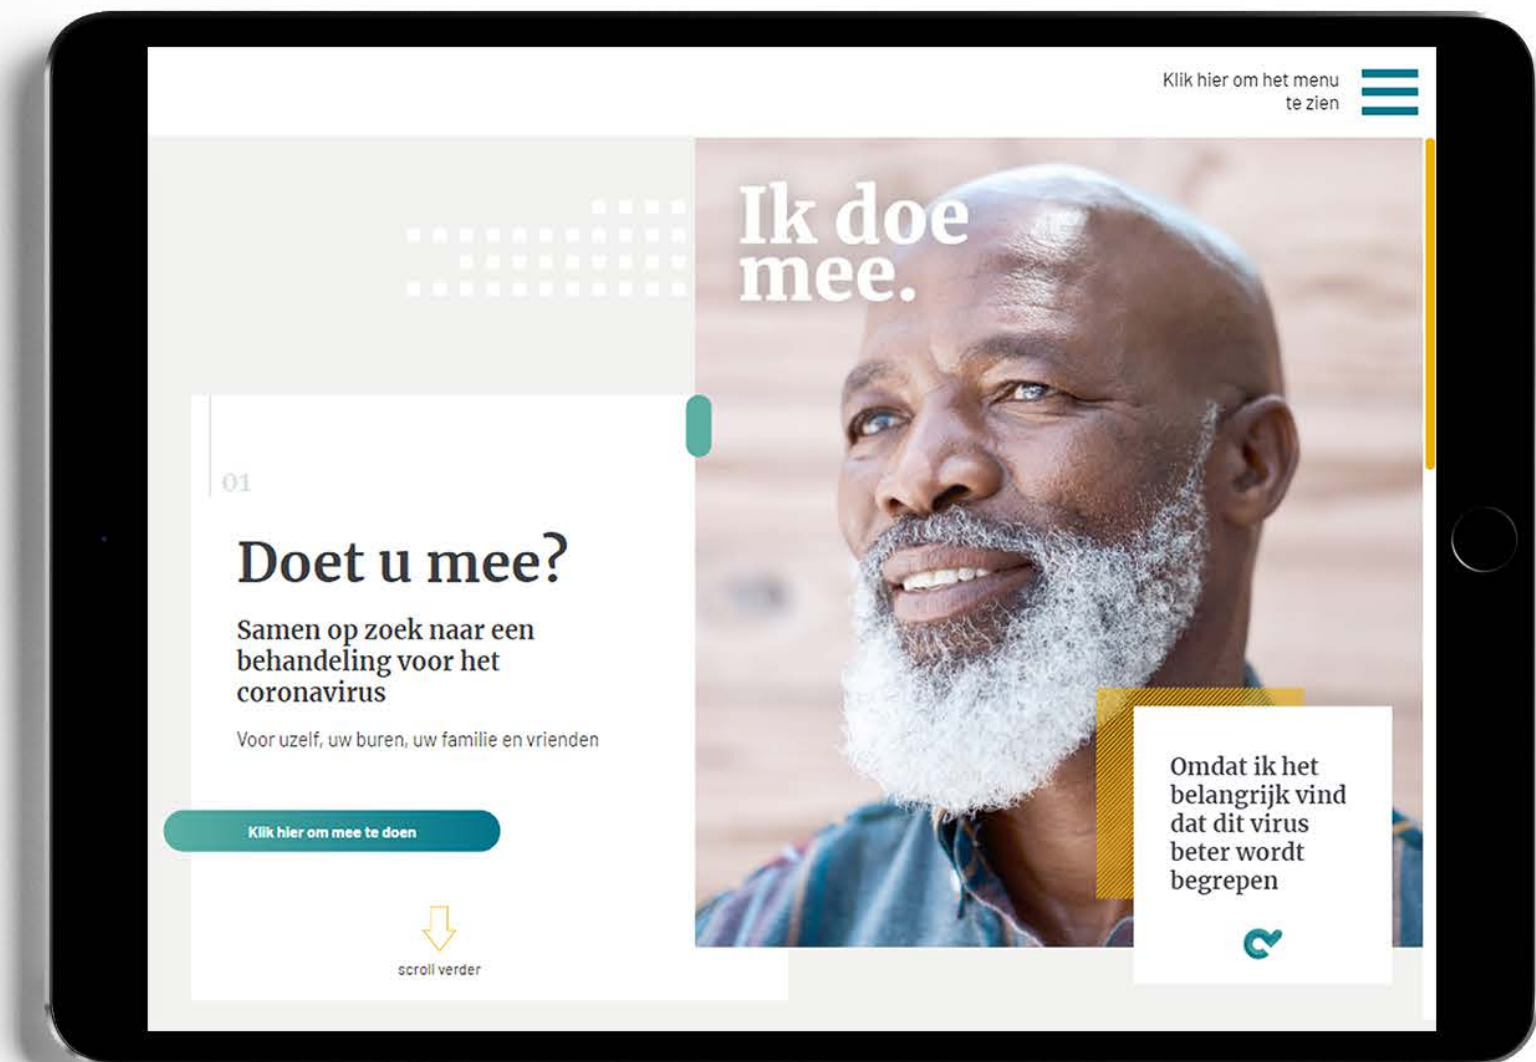 Klik hier om het menu
te zien
Ik doe
mee.
01
Doet u mee?
Samen op zoek naar een
behandeling voor het
coronavirus
Voor uzelf, uw buren, uw familie en vrienden
Klik hier om mee te doen
scroll verder
Omdat ik het
belangrijk vind
dat dit virus
beter wordt
begrepen